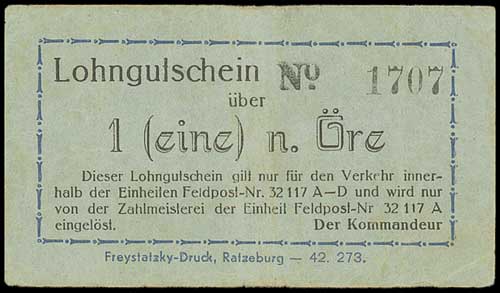 Lohngutschein No. 1707
über
1 (eine) n. Öre
Dieser Lohngutschein gilt nur für den Verkehr inner-
halb der Einheiten Feldpost-Nr. 32 117 A–D und wird nur
von der Zahlmeisterei der Einheit Feldpost-Nr 32 117 A
eingelöst. Der Kommandeur
Freystatzky-Druck, Ratzeburg — 42. 273.